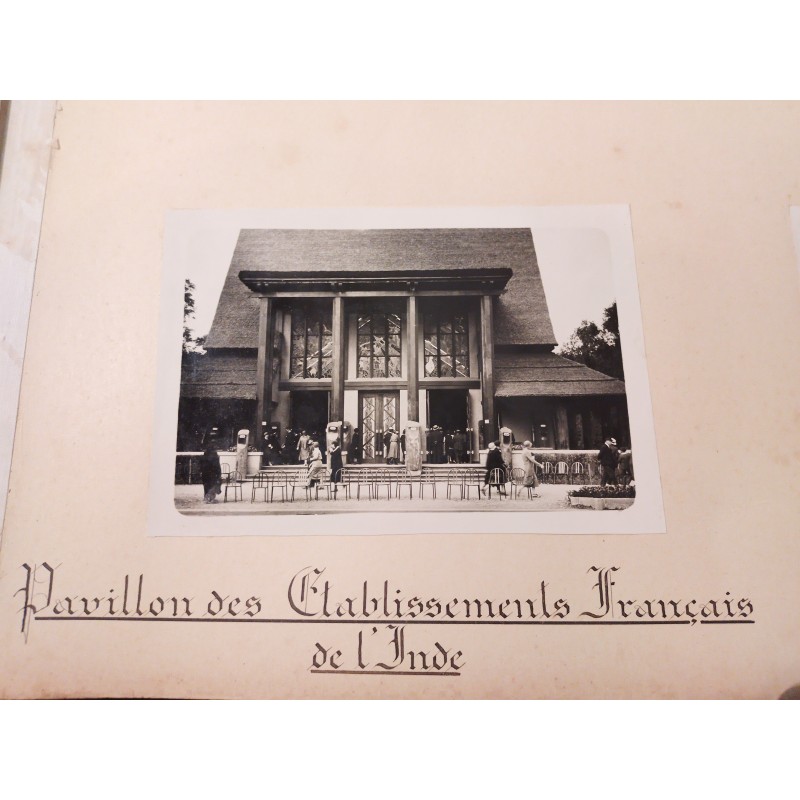 Pavillon des Etablissements Français
de l'Inde